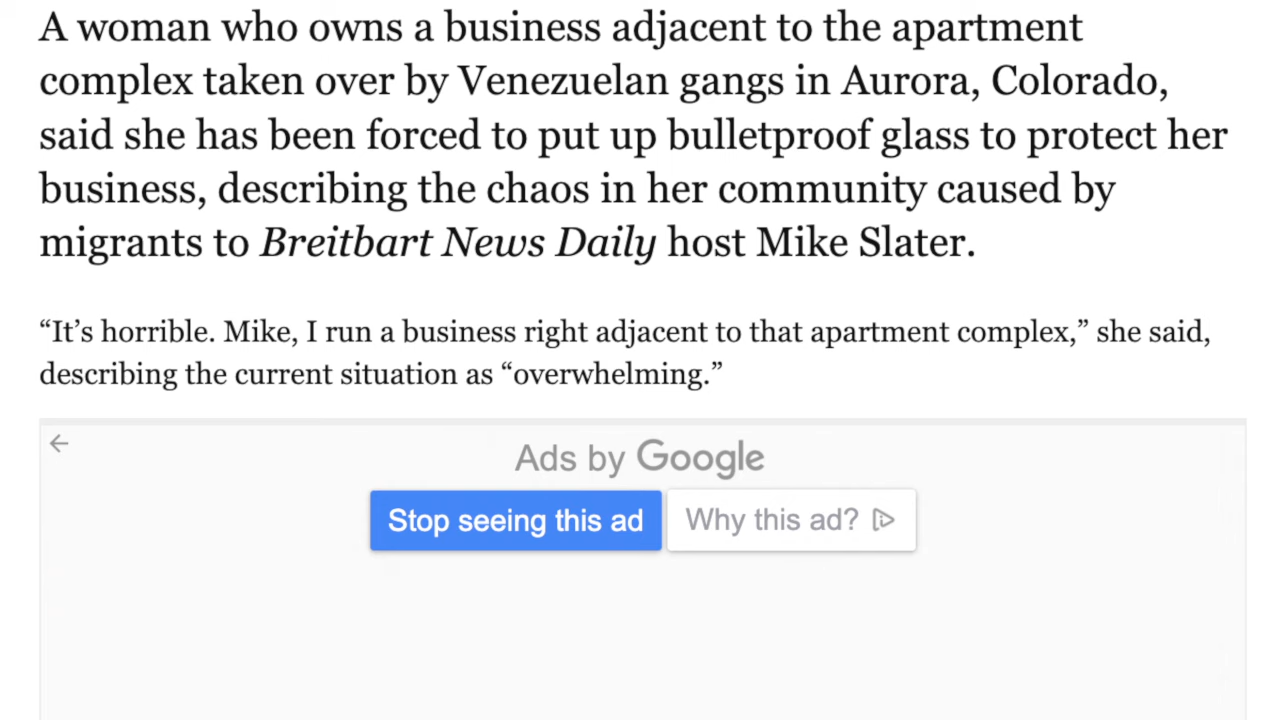 A woman who owns a business adjacent to the apartment
complex taken over by Venezuelan gangs in Aurora, Colorado,
said she has been forced to put up bulletproof glass to protect her
business, describing the chaos in her community caused by
migrants to Breitbart News Daily host Mike Slater.
“It’s horrible. Mike, I run a business right adjacent to that apartment complex,” she said,
describing the current situation as “overwhelming.”
Ads by Google
Stop seeing this ad Why this ad?